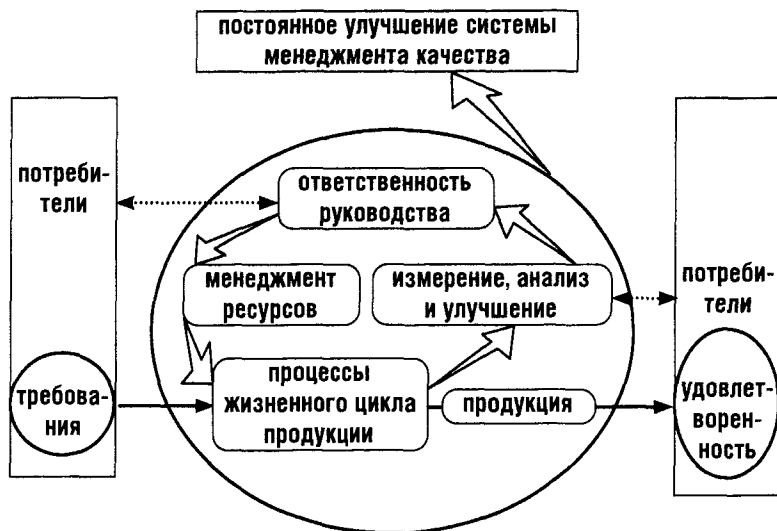 постоянное улучшение системы
менеджмента качества
потреби-
тели
ответственность
руководства
менеджмент
ресурсов
измерение, анализ
и улучшение
потреби-
тели
требова-
ния
процессы
жизненного цикла
продукции
продукция
удовлет-
ворен-
ность